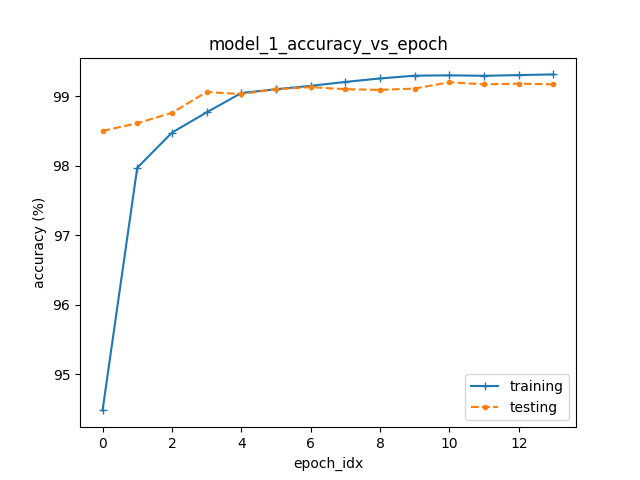 model_1_accuracy_vs_epoch
accuracy (%)
99
98
97
96
95
0 2 4 6 8 10 12
epoch_idx
training
testing